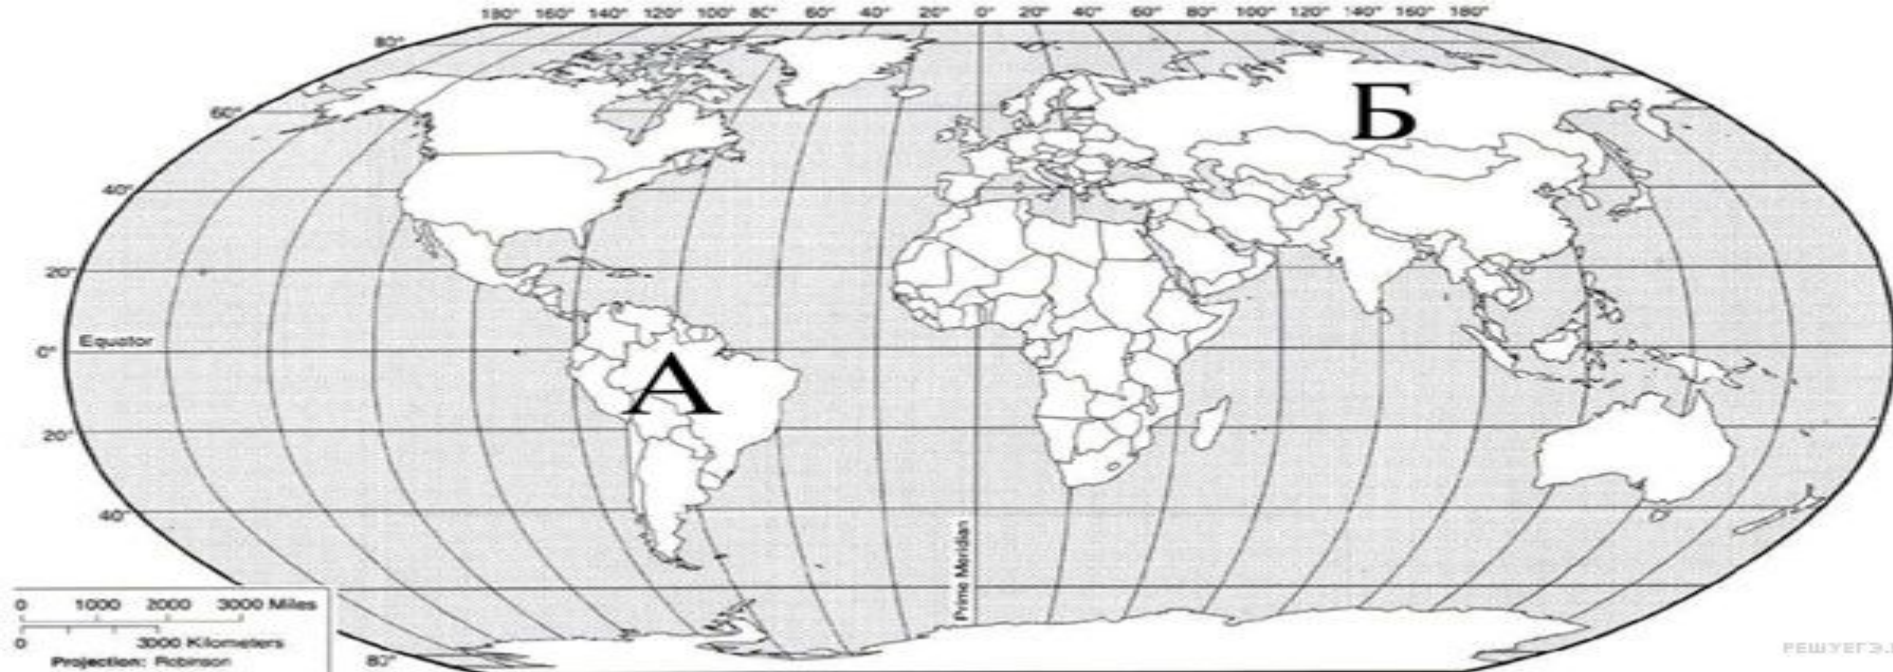 180° 160° 140° 120° 100° 80° 60° 40° 20° 0° 20° 40° 60° 80° 100° 120° 140° 160° 180°
80°
60°
Б
40°
20°
Equator
0°
А
20°
40°
Prime Meridian
0 1000 2000 3000 Miles
0 3000 Kilometers
Projection: Robinson
80°